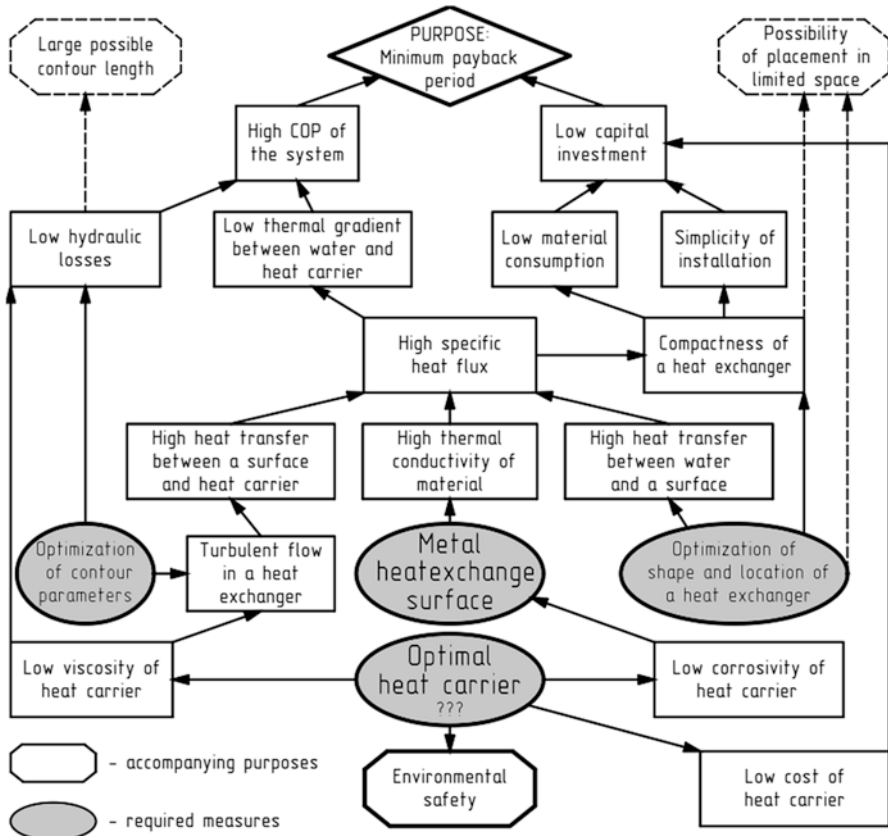 Large possible
contour length
PURPOSE:
Minimum payback
period
Possibility
of placement in
limited space
High COP of
the system
Low capital
investment
Low hydraulic
losses
Low thermal gradient
between water and
heat carrier
Low material
consumption
Simplicity of
installation
High specific
heat flux
Compactness of
a heat exchanger
High heat transfer
between a surface
and heat carrier
High thermal
conductivity of
material
High heat transfer
between water
and a surface
Optimization
of contour
parameters
Turbulent flow
in a heat
exchanger
Metal
heatexchange
surface
Optimization of
shape and location of
a heat exchanger
Low viscosity of
heat carrier
Optimal
heat carrier
???
Low corrosivity of
heat carrier
- accompanying purposes
Environmental
safety
Low cost of
heat carrier
- required measures